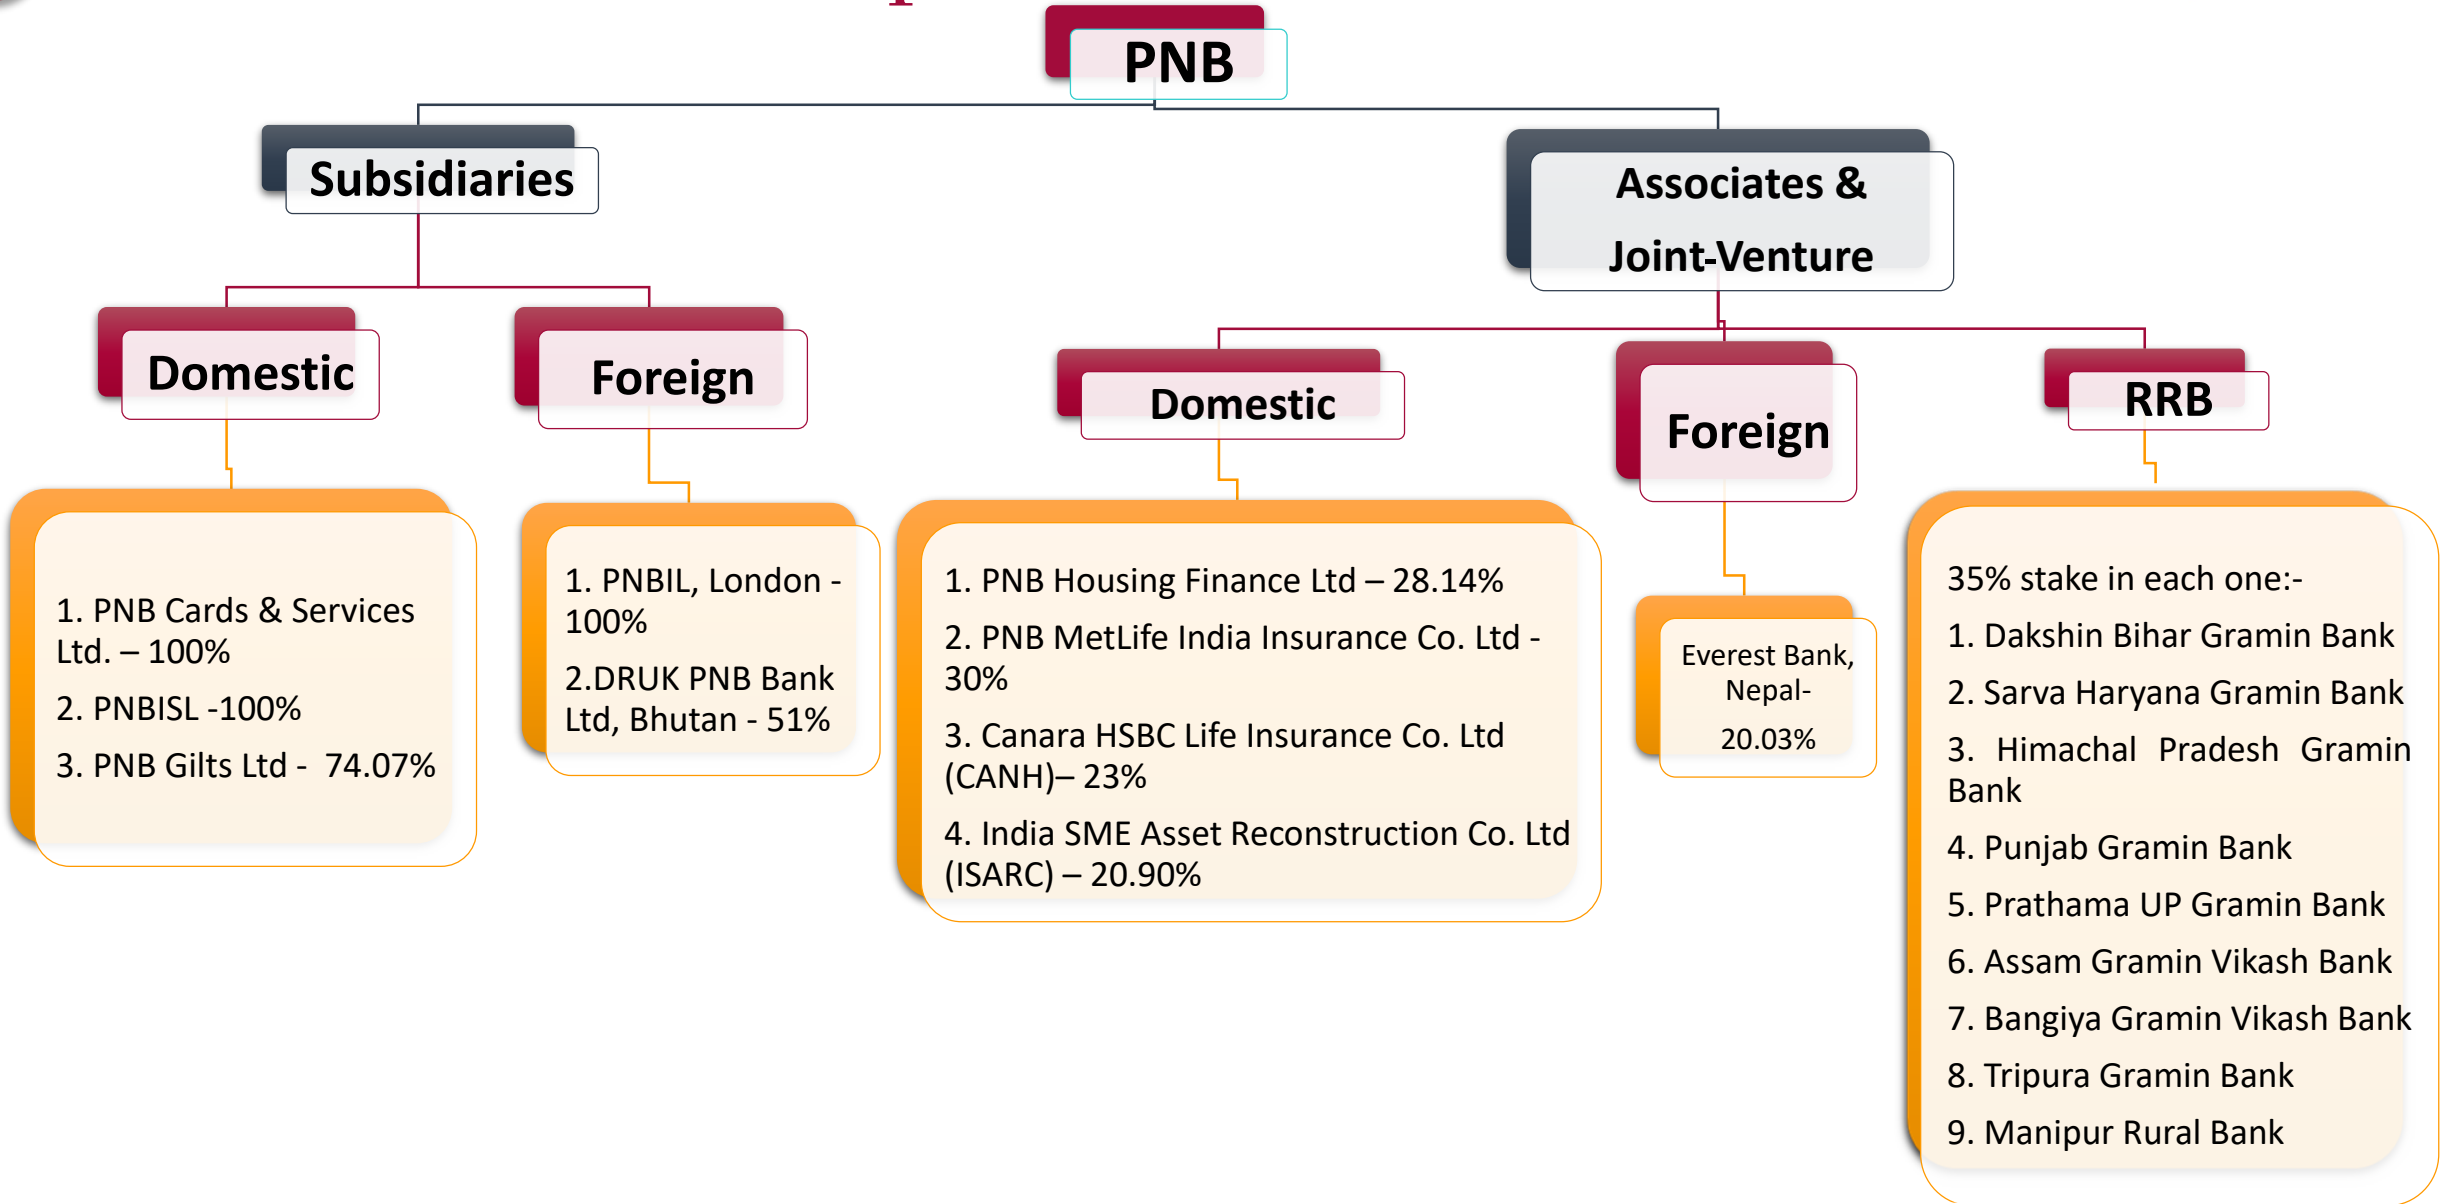 PNB
Subsidiaries
Associates &
Joint-Venture
Domestic
Foreign
Domestic
Foreign
RRB
1. PNB Cards & Services
Ltd. – 100%
2. PNBISL -100%
3. PNB Gilts Ltd -  74.07%
1. PNBIL, London -
100%
2.DRUK PNB Bank
Ltd, Bhutan - 51%
1. PNB Housing Finance Ltd – 28.14%
2. PNB MetLife India Insurance Co. Ltd -
30%
3. Canara HSBC Life Insurance Co. Ltd
(CANH)– 23%
4. India SME Asset Reconstruction Co. Ltd
(ISARC) – 20.90%
Everest Bank,
Nepal-
20.03%
35% stake in each one:-
1. Dakshin Bihar Gramin Bank
2. Sarva Haryana Gramin Bank
3. Himachal Pradesh Gramin
Bank
4. Punjab Gramin Bank
5. Prathama UP Gramin Bank
6. Assam Gramin Vikash Bank
7. Bangiya Gramin Vikash Bank
8. Tripura Gramin Bank
9. Manipur Rural Bank